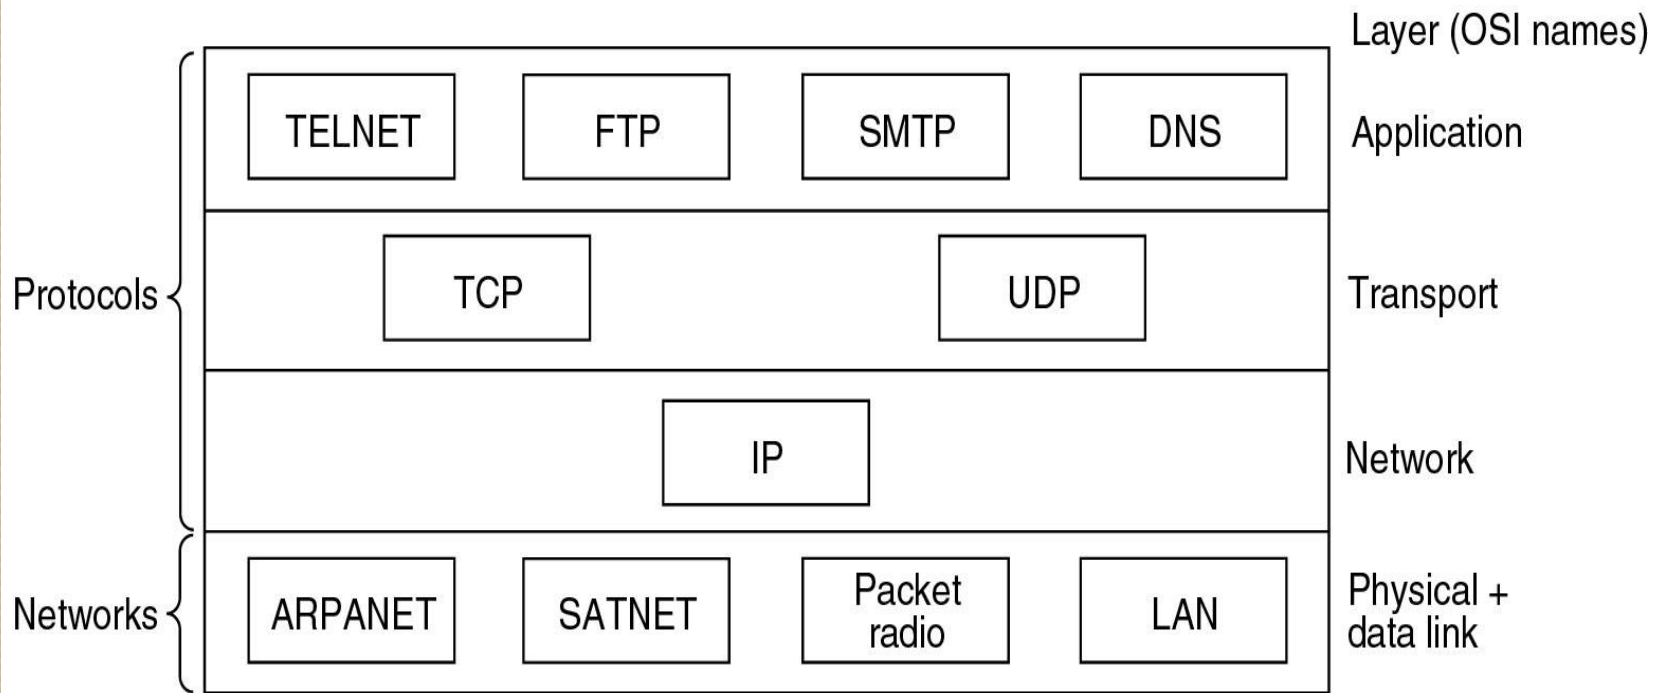 Layer (OSI names)
TELNET
FTP
SMTP
DNS
Application
Protocols
TCP
UDP
Transport
IP
Network
Networks
ARPANET
SATNET
Packet
radio
LAN
Physical +
data link